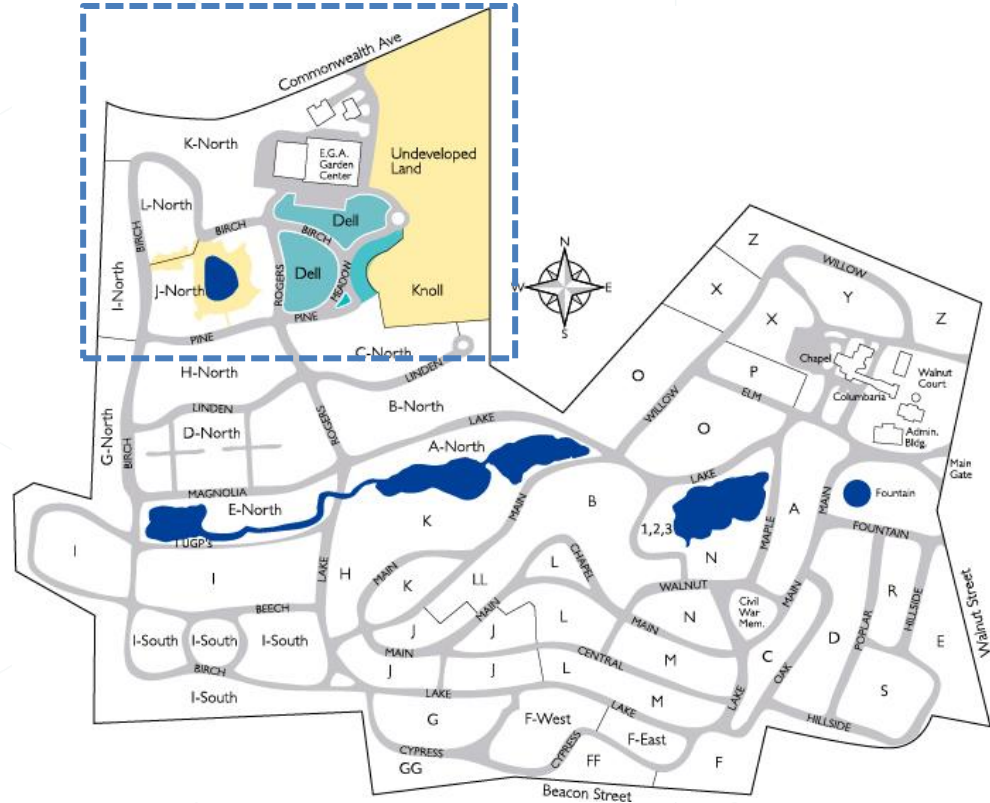 Commonwealth Ave
K-North
E.G.A.
Garden
Center
Undeveloped
Land
L-North
Dell
BIRCH
BIRCH
BIRCH
I-North
J-North
ROGERS
Dell
MEADOW
Knoll
PINE
PINE
C-North
N
W
E
S
Z
WILLOW
X
Y
Z
X
Chapel
Walnut
Court
Columbaria
Admin.
Bldg.
P
ELM
O
WILLOW
O
H-North
LINDEN
B-North
LINDEN
D-North
ROGERS
G-North
BIRCH
LAKE
A-North
MAGNOLIA
E-North
LAKE
Main
Gate
Fountain
FOUNTAIN
MAIN
A
MAPLE
1,2,3
N
B
MAIN
K
I
I
LAKE
H
MAIN
K
LL
L
CHAPEL
WALNUT
Civil
War
Mem.
MAIN
N
R
HILLSIDE
POPLAR
Walnut Street
BEECH
I-South
I-South
I-South
BIRCH
I-South
J
MAIN
J
L
MAIN
MAIN
J
J
L
CENTRAL
M
C
OAK
D
E
S
LAKE
M
LAKE
LAKE
HILLSIDE
G
F-West
F-East
CYPRESS
GG
CYPRESS
FF
F
Beacon Street